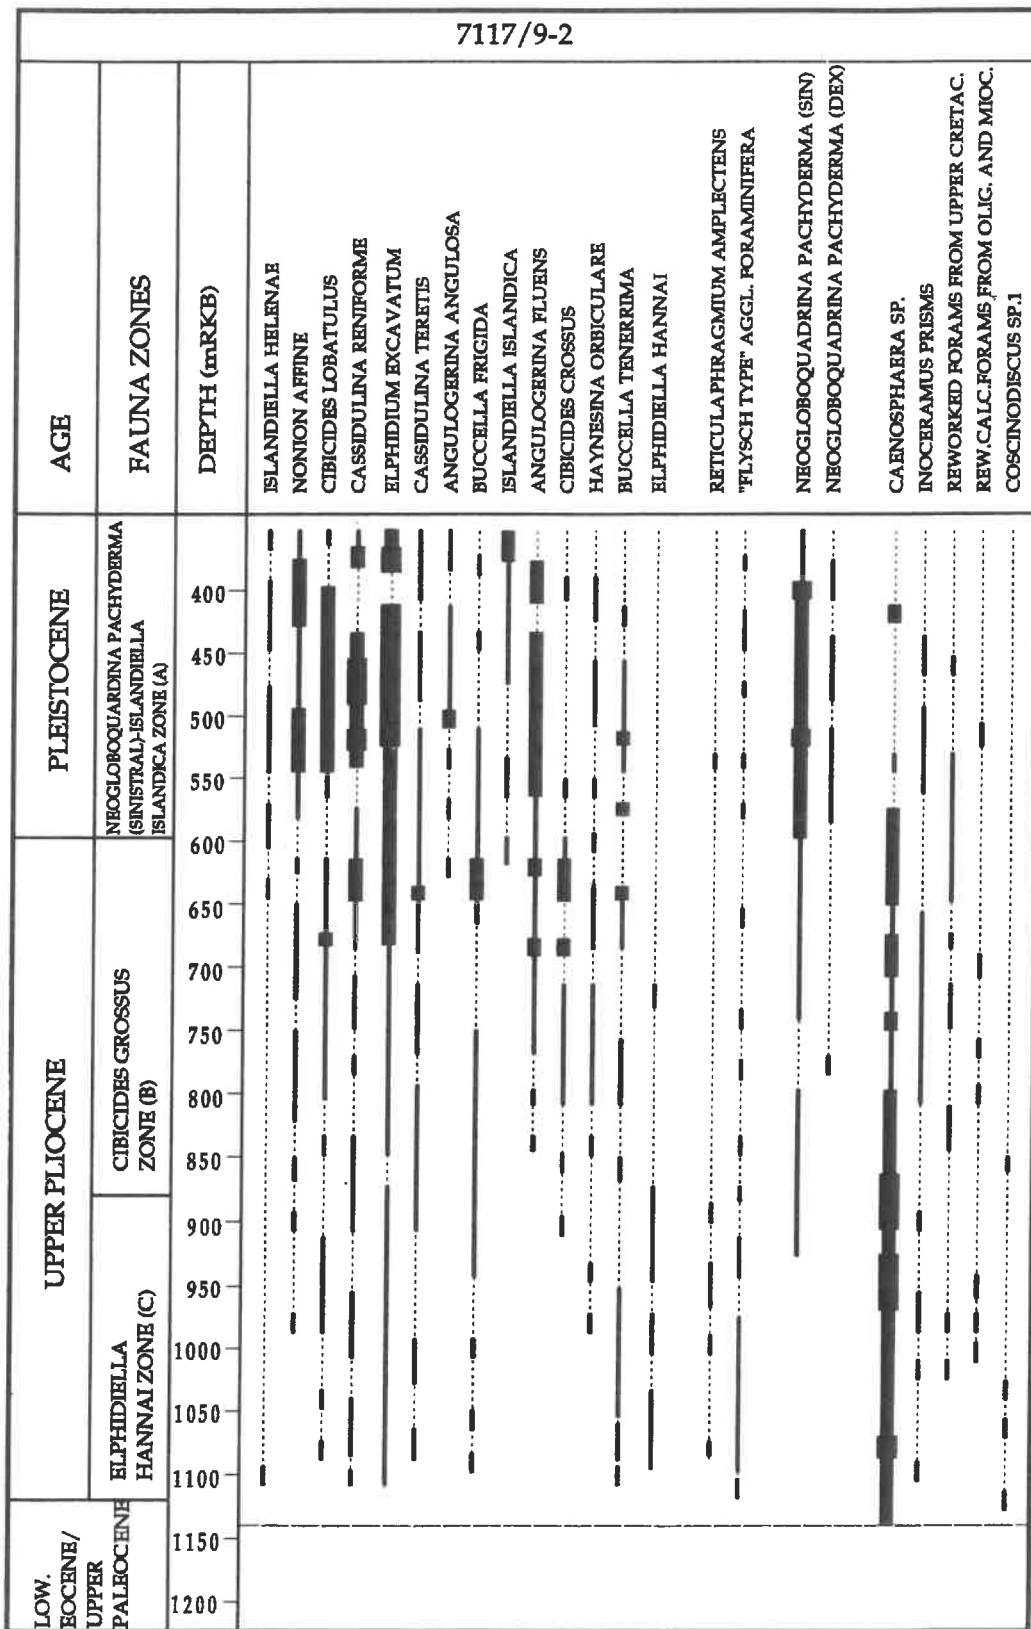 7117/9-2
AGE
FAUNA ZONES
DEPTH (mRKB)
ISLANDIELLA HELENAE
NONION AFFINE
CIBICIDES LOBATULUS
CASSIDULINA RENIFORME
ELPHIDIUM EXCAVATUM
CASSIDULINA TERETIS
ANGULOGERINA ANGULOSA
BUCCELLA FRIGIDA
ISLANDIELLA ISLANDICA
ANGULOGERINA FLUENS
CIBICIDES CROSSUS
HAYNESINA ORBICULARE
BUCCELLA TENERRIMA
ELPHIDIELLA HANNAI
RETICULAPHRAGMIUM AMPLECTENS
"FLYSCH TYPE" AGGL. FORAMINIFERA
NEOGLOBOQUADRINA PACHYDERMA (SIN)
NEOGLOBOQUADRINA PACHYDERMA (DEX)
CAENOSPHAERA SP.
INOCERAMUS PRISMS
REWORKED FORAMS FROM UPPER CRETAC.
REW.CALC.FORAMS FROM OLIG. AND MIOC.
COSCINODISCUS SP.1
PLEISTOCENE
NEOGLOBOQUARDINA PACHYDERMA
(SINISTRAL)-ISLANDIELLA
ISLANDICA ZONE (A)
UPPER PLIOCENE
CIBICIDES GROSSUS
ZONE (B)
ELPHIDIELLA
HANNAI ZONE (C)
LOW.
EOCENE/
UPPER
PALEOCENE
400
450
500
550
600
650
700
750
800
850
900
950
1000
1050
1100
1150
1200